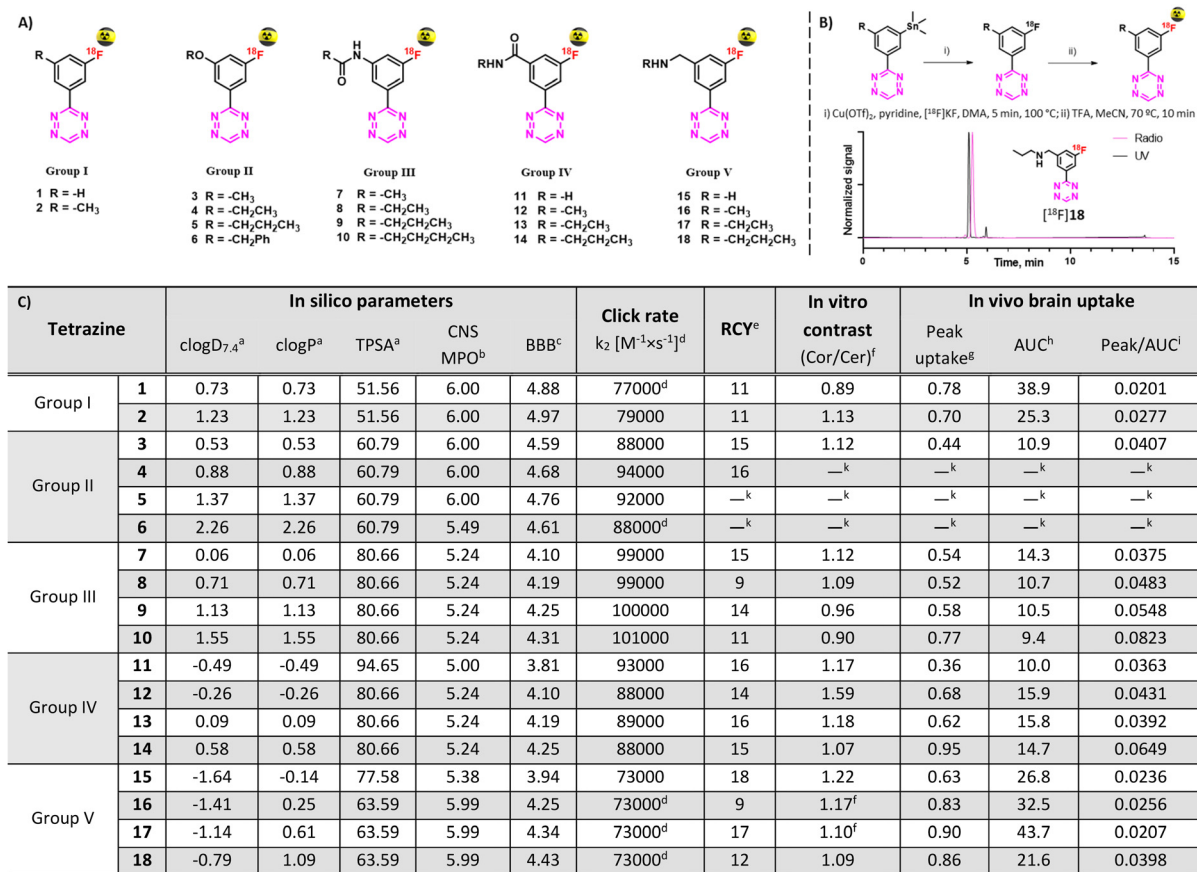 A)
B)
R
18F
Group I
1 R = -H
2 R = -CH₃
RO
18F
Group II
3 R = -CH₃
4 R = -CH₂CH₃
5 R = -CH₂CH₂CH₃
6 R = -CH₂Ph
R
O
H
N
18F
Group III
7 R = -CH₃
8 R = -CH₂CH₃
9 R = -CH₂CH₂CH₃
10 R = -CH₂CH₂CH₂CH₃
O
RHN
18F
Group IV
11 R = -H
12 R = -CH₃
13 R = -CH₂CH₃
14 R = -CH₂CH₂CH₃
RHN
18F
Group V
15 R = -H
16 R = -CH₃
17 R = -CH₂CH₃
18 R = -CH₂CH₂CH₃
R
Sn
i)
R
18F
ii)
R
18F
N N
N N
i) Cu(OTf)₂, pyridine, [¹⁸F]KF, DMA, 5 min, 100 °C; ii) TFA, MeCN, 70 ºC, 10 min
Normalized signal
Radio
UV
N
H
18F
[¹⁸F]18
0 5 10 15
Time, min
C)
Tetrazine In silico parameters Click rate k₂ [M⁻¹×s⁻¹]ᵈ RCYᵉ In vitro contrast (Cor/Cer)ᶠ In vivo brain uptake
clogD₇.₄ᵃ clogPᵃ TPSAᵃ CNS MPOᵇ BBBᶜ Peak uptakeᵍ AUCʰ Peak/AUCⁱ
Group I 1 0.73 0.73 51.56 6.00 4.88 77000ᵈ 11 0.89 0.78 38.9 0.0201
2 1.23 1.23 51.56 6.00 4.97 79000 11 1.13 0.70 25.3 0.0277
Group II 3 0.53 0.53 60.79 6.00 4.59 88000 15 1.12 0.44 10.9 0.0407
4 0.88 0.88 60.79 6.00 4.68 94000 16 —ᵏ —ᵏ —ᵏ —ᵏ
5 1.37 1.37 60.79 6.00 4.76 92000 —ᵏ —ᵏ —ᵏ —ᵏ —ᵏ
6 2.26 2.26 60.79 5.49 4.61 88000ᵈ —ᵏ —ᵏ —ᵏ —ᵏ —ᵏ
Group III 7 0.06 0.06 80.66 5.24 4.10 99000 15 1.12 0.54 14.3 0.0375
8 0.71 0.71 80.66 5.24 4.19 99000 9 1.09 0.52 10.7 0.0483
9 1.13 1.13 80.66 5.24 4.25 100000 14 0.96 0.58 10.5 0.0548
10 1.55 1.55 80.66 5.24 4.31 101000 11 0.90 0.77 9.4 0.0823
Group IV 11 -0.49 -0.49 94.65 5.00 3.81 93000 16 1.17 0.36 10.0 0.0363
12 -0.26 -0.26 80.66 5.24 4.10 88000 14 1.59 0.68 15.9 0.0431
13 0.09 0.09 80.66 5.24 4.19 89000 16 1.18 0.62 15.8 0.0392
14 0.58 0.58 80.66 5.24 4.25 88000 15 1.07 0.95 14.7 0.0649
Group V 15 -1.64 -0.14 77.58 5.38 3.94 73000 18 1.22 0.63 26.8 0.0236
16 -1.41 0.25 63.59 5.99 4.25 73000ᵈ 9 1.17ᶠ 0.83 32.5 0.0256
17 -1.14 0.61 63.59 5.99 4.34 73000ᵈ 17 1.10ᶠ 0.90 43.7 0.0207
18 -0.79 1.09 63.59 5.99 4.43 73000ᵈ 12 1.09 0.86 21.6 0.0398